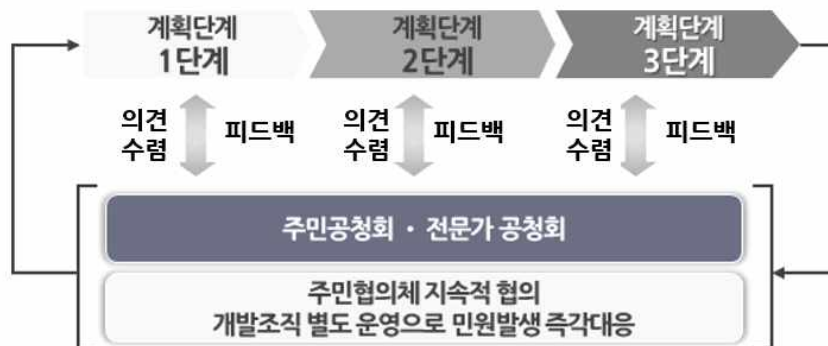 계획단계
1단계
계획단계
2단계
계획단계
3단계
의견
수렴
피드백
의견
수렴
피드백
의견
수렴
피드백
주민공청회 · 전문가 공청회
주민협의체 지속적 협의
개발조직 별도 운영으로 민원발생 즉각대응